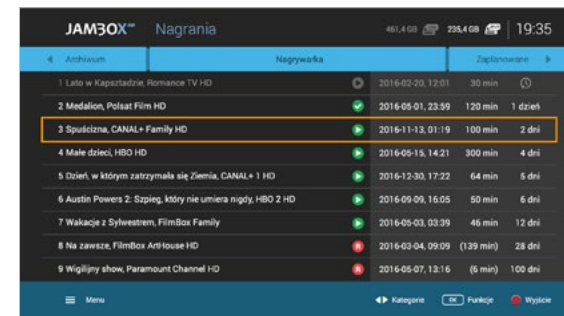 JAMBOX Nagrania 461,4 GB 235,4 GB 19:35
Archiwum Nagrywarka Zaplanowane
1 Lato w Kapsztadzie, Romance TV HD 2016-02-20, 12:01 30 min
2 Medalion, Polsat Film HD 2016-05-01, 23:59 120 min 1 dzień
3 Spuścizna, CANAL+ Family HD 2016-11-13, 01:19 100 min 2 dni
4 Małe dzieci, HBO HD 2016-05-15, 14:21 300 min 4 dni
5 Dzień, w którym zatrzymała się Ziemia, CANAL+ 1 HD 2016-12-30, 17:22 64 min 5 dni
6 Austin Powers 2: Szpieg, który nie umiera nigdy, HBO 2 HD 2016-09-09, 16:05 50 min 6 dni
7 Wakacje z Sylwestrem, FilmBox Family 2016-05-03, 03:39 46 min 12 dni
8 Na zawsze, FilmBox ArtHouse HD R 2016-03-04, 09:09 (139 min) 28 dni
9 Wigilijny show, Paramount Channel HD R 2016-05-07, 13:16 (6 min) 100 dni
Menu Kategorie OK Funkcje Wyjście